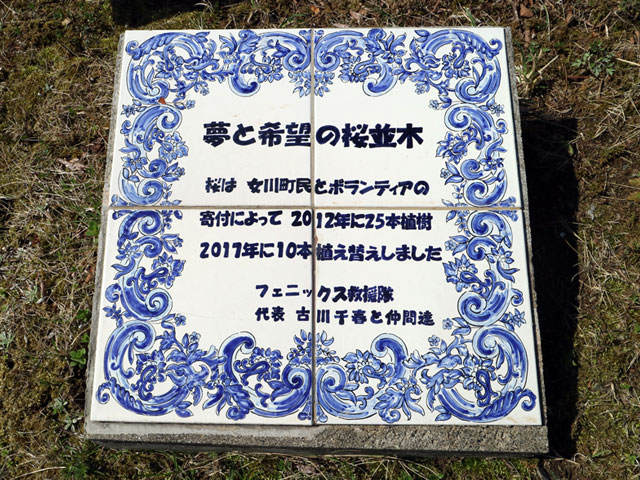 夢と希望の桜並木
桜は 女川町民とボランティアの
寄付によって 2012年に25本植樹
2017年に10本植え替えしました
フェニックス救援隊
代表 古川千春と仲間達